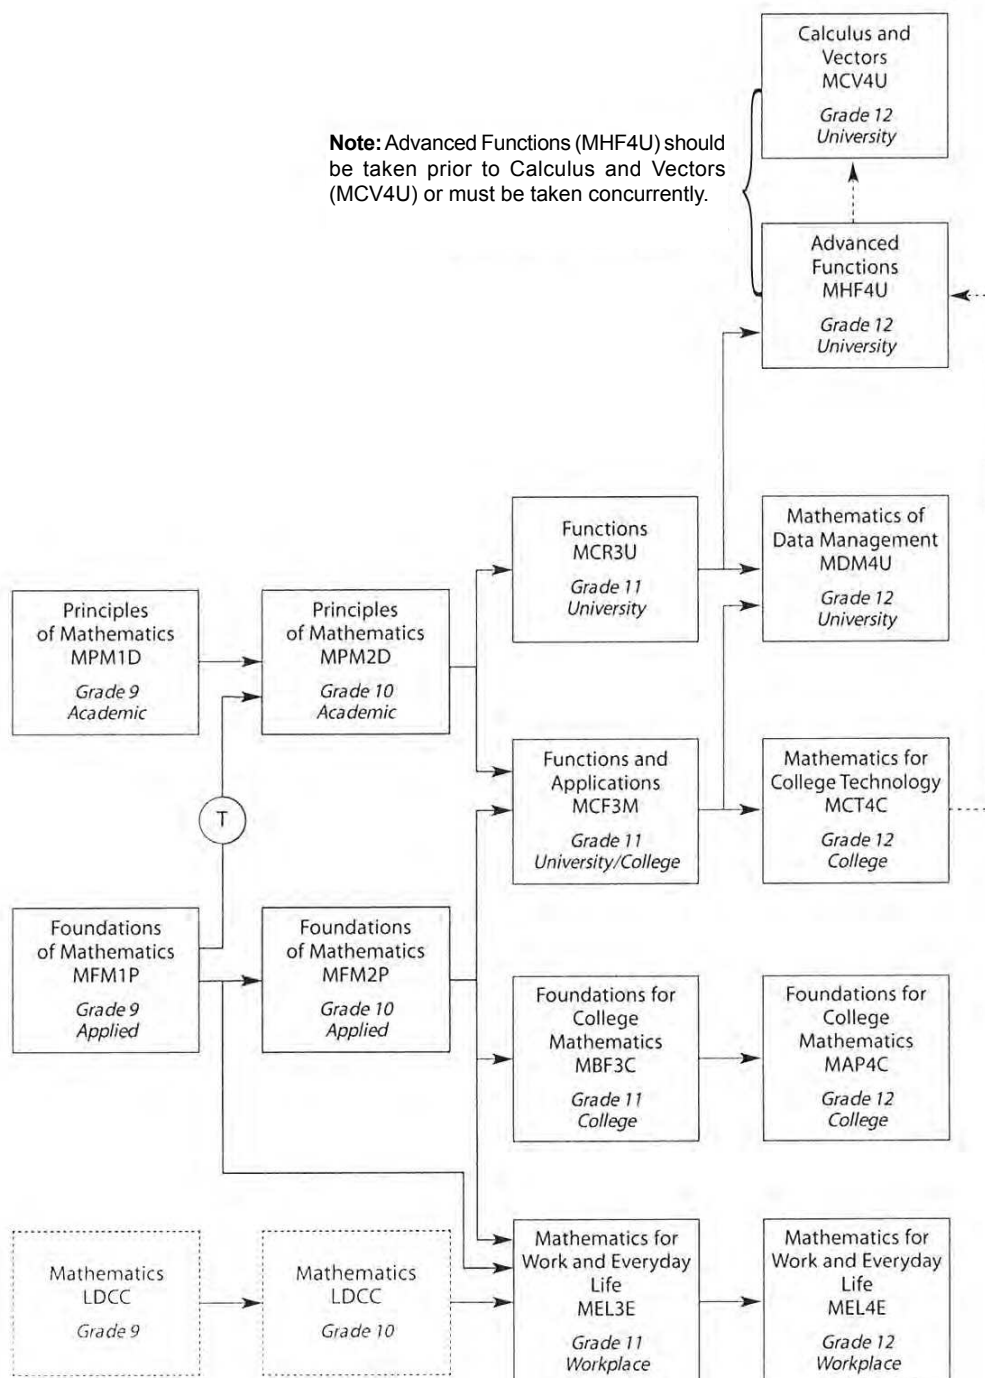 Calculus and
Vectors
MCV4U
Grade 12
University
Note: Advanced Functions (MHF4U) should
be taken prior to Calculus and Vectors
(MCV4U) or must be taken concurrently.
Advanced
Functions
MHF4U
Grade 12
University
Functions
MCR3U
Grade 11
University
Mathematics of
Data Management
MDM4U
Grade 12
University
Principles
of Mathematics
MPM1D
Grade 9
Academic
Principles
of Mathematics
MPM2D
Grade 10
Academic
Functions and
Applications
MCF3M
Grade 11
University/College
Mathematics for
College Technology
MCT4C
Grade 12
College
T
Foundations
of Mathematics
MFM1P
Grade 9
Applied
Foundations
of Mathematics
MFM2P
Grade 10
Applied
Foundations for
College
Mathematics
MBF3C
Grade 11
College
Foundations for
College
Mathematics
MAP4C
Grade 12
College
Mathematics
LDCC
Grade 9
Mathematics
LDCC
Grade 10
Mathematics for
Work and Everyday
Life
MEL3E
Grade 11
Workplace
Mathematics for
Work and Everyday
Life
MEL4E
Grade 12
Workplace